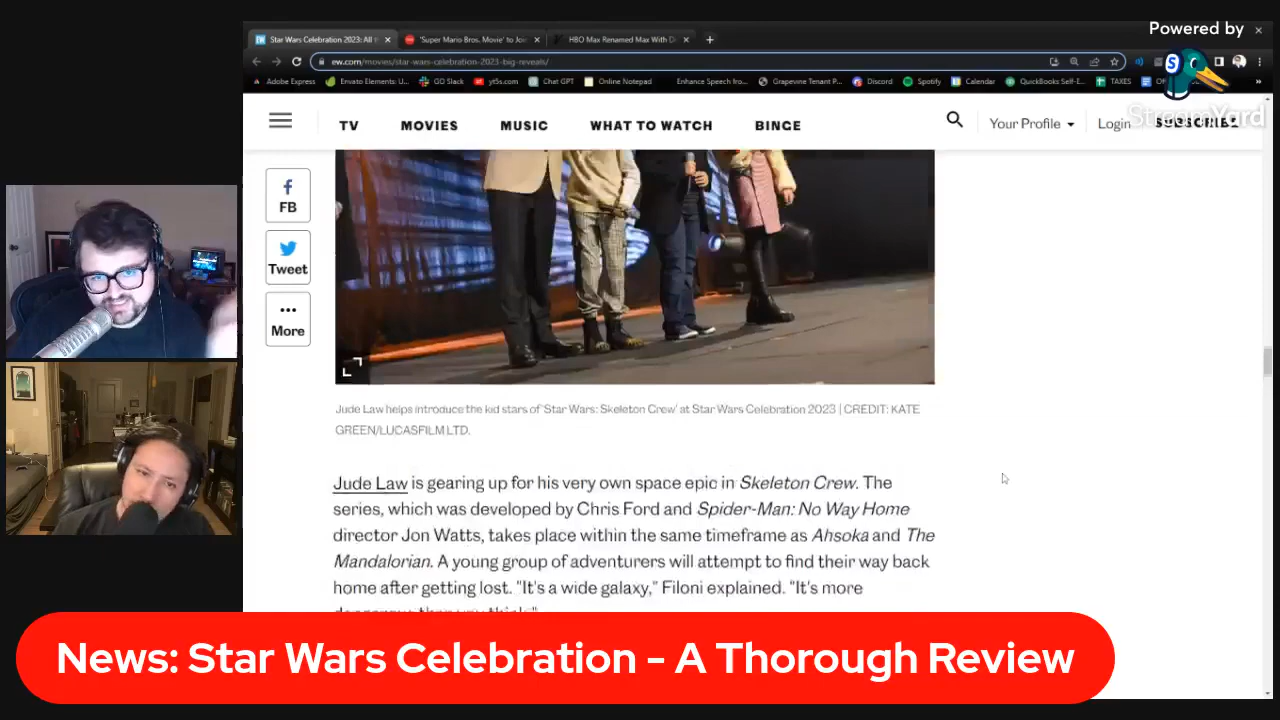 Powered by
StreamYard
Star Wars Celebration 2023: All t
'Super Mario Bros. Movie' to Joi
HBO Max Renamed Max With D
ew.com/movies/star-wars-celebration-2023-big-reveals/
Adobe Express
Envato Elements: U...
GO Slack
yt5s.com
Chat GPT
Online Notepad
Enhance Speech from...
Grapevine Tenant P...
Discord
Spotify
Calendar
QuickBooks Self-E...
TAXES
TV
MOVIES
MUSIC
WHAT TO WATCH
BINGE
Your Profile
Login
SUBSCRIBE
FB
Tweet
More
Jude Law helps introduce the kid stars of 'Star Wars: Skeleton Crew' at Star Wars Celebration 2023 | CREDIT: KATE
GREEN/LUCASFILM LTD.
Jude Law is gearing up for his very own space epic in Skeleton Crew. The
series, which was developed by Chris Ford and Spider-Man: No Way Home
director Jon Watts, takes place within the same timeframe as Ahsoka and The
Mandalorian. A young group of adventurers will attempt to find their way back
home after getting lost. "It's a wide galaxy," Filoni explained. "It's more
dangerous than you think."
News: Star Wars Celebration - A Thorough Review